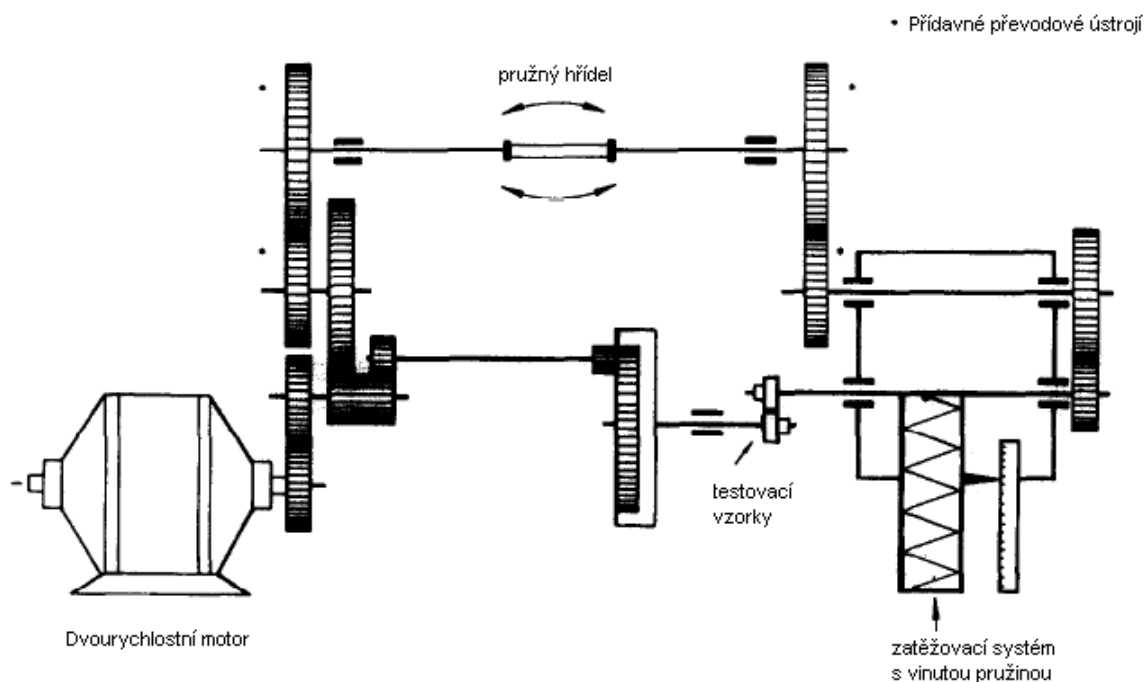 • Přídavné převodové ústrojí
pružný hřídel
testovací
vzorky
Dvourychlostní motor
zatěžovací systém
s vinutou pružinou